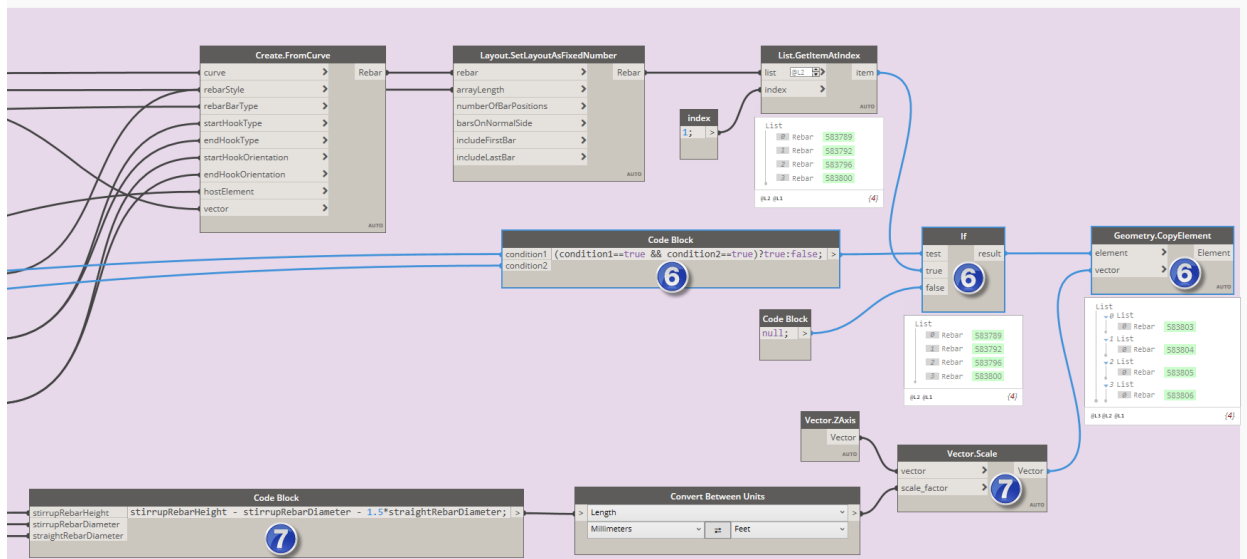 Create.FromCurve
curve > Rebar
rebarStyle >
rebarBarType >
startHookType >
endHookType >
startHookOrientation >
endHookOrientation >
hostElement >
vector >
AUTO
Layout.SetLayoutAsFixedNumber
rebar > Rebar
arrayLength >
numberOfBarPositions >
barsOnNormalSide >
includeFirstBar >
includeLastBar >
AUTO
List.GetItemAtIndex
list @L2 > item
index >
AUTO
index
1; >
List
0 Rebar 583789
1 Rebar 583792
2 Rebar 583796
3 Rebar 583800
@L2 @L1 {4}
Code Block
condition1 (condition1==true && condition2==true)?true:false; >
condition2
6
If
test result
true
false
6
AUTO
Geometry.CopyElement
element > Element
vector >
6
AUTO
Code Block
null; >
List
0 Rebar 583789
1 Rebar 583792
2 Rebar 583796
3 Rebar 583800
@L2 @L1 {4}
List
0 List
0 Rebar 583803
1 List
0 Rebar 583804
2 List
0 Rebar 583805
3 List
0 Rebar 583806
@L3 @L2 @L1 {4}
Vector.ZAxis
Vector
AUTO
Vector.Scale
vector > Vector
scale_factor >
7
AUTO
Code Block
stirrupRebarHeight stirrupRebarHeight - stirrupRebarDiameter - 1.5*straightRebarDiameter; >
stirrupRebarDiameter
straightRebarDiameter
7
Convert Between Units
> Length >
Millimeters Feet